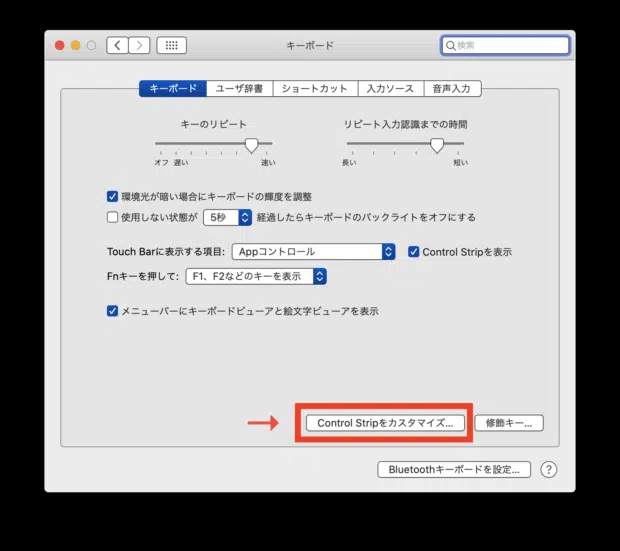 キーボード
検索
キーボード
ユーザ辞書
ショートカット
入力ソース
音声入力
キーのリピート
リピート入力認識までの時間
オフ 遅い 速い
長い 短い
環境光が暗い場合にキーボードの輝度を調整
使用しない状態が 5秒 経過したらキーボードのバックライトをオフにする
Touch Barに表示する項目: Appコントロール Control Stripを表示
Fnキーを押して: F1、F2などのキーを表示
メニューバーにキーボードビューアと絵文字ビューアを表示
Control Stripをカスタマイズ... 修飾キー...
Bluetoothキーボードを設定... ?